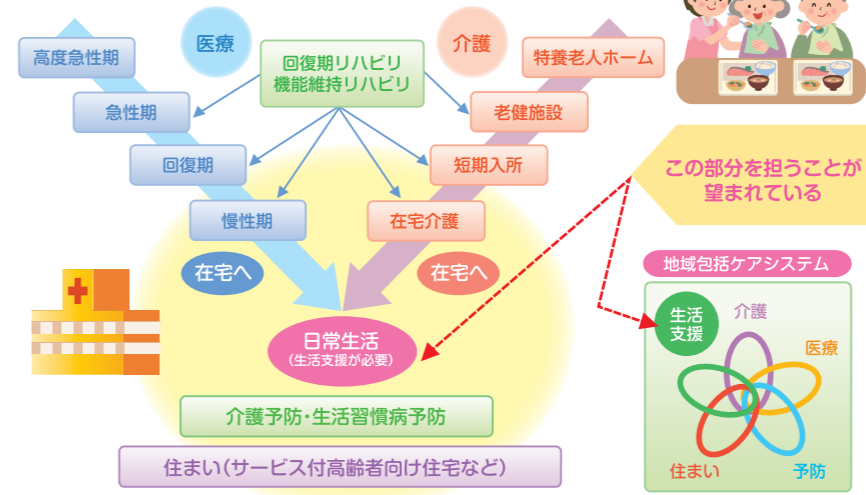 高度急性期
医療
回復期リハビリ
機能維持リハビリ
介護
特養老人ホーム
急性期
老健施設
回復期
短期入所
この部分を担うことが
望まれている
慢性期
在宅介護
在宅へ
在宅へ
地域包括ケアシステム
日常生活
(生活支援が必要)
生活
支援
介護
医療
住まい
予防
介護予防・生活習慣病予防
住まい(サービス付高齢者向け住宅など)